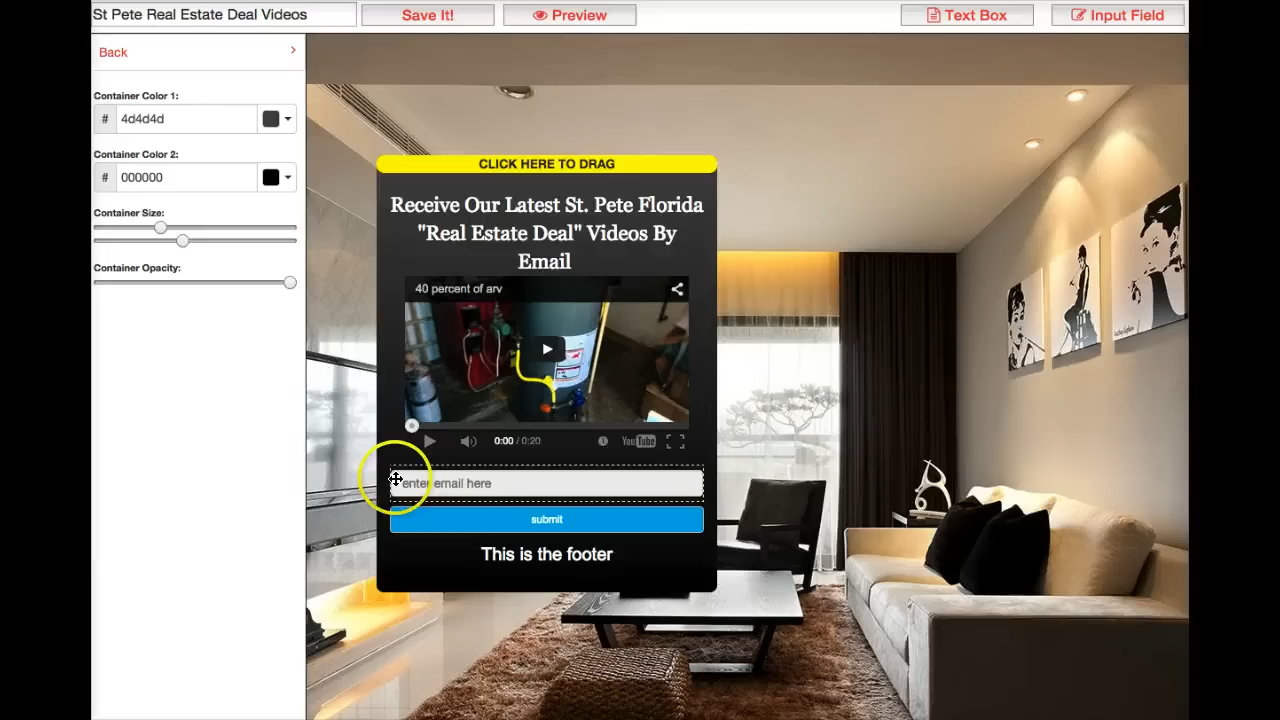 St Pete Real Estate Deal Videos
Save It!
Preview
Text Box
Input Field
Back
Container Color 1:
# 4d4d4d
Container Color 2:
# 000000
Container Size:
Container Opacity:
CLICK HERE TO DRAG
Receive Our Latest St. Pete Florida
"Real Estate Deal" Videos By
Email
40 percent of arv
0:00 / 0:20
YouTube
enter email here
submit
This is the footer